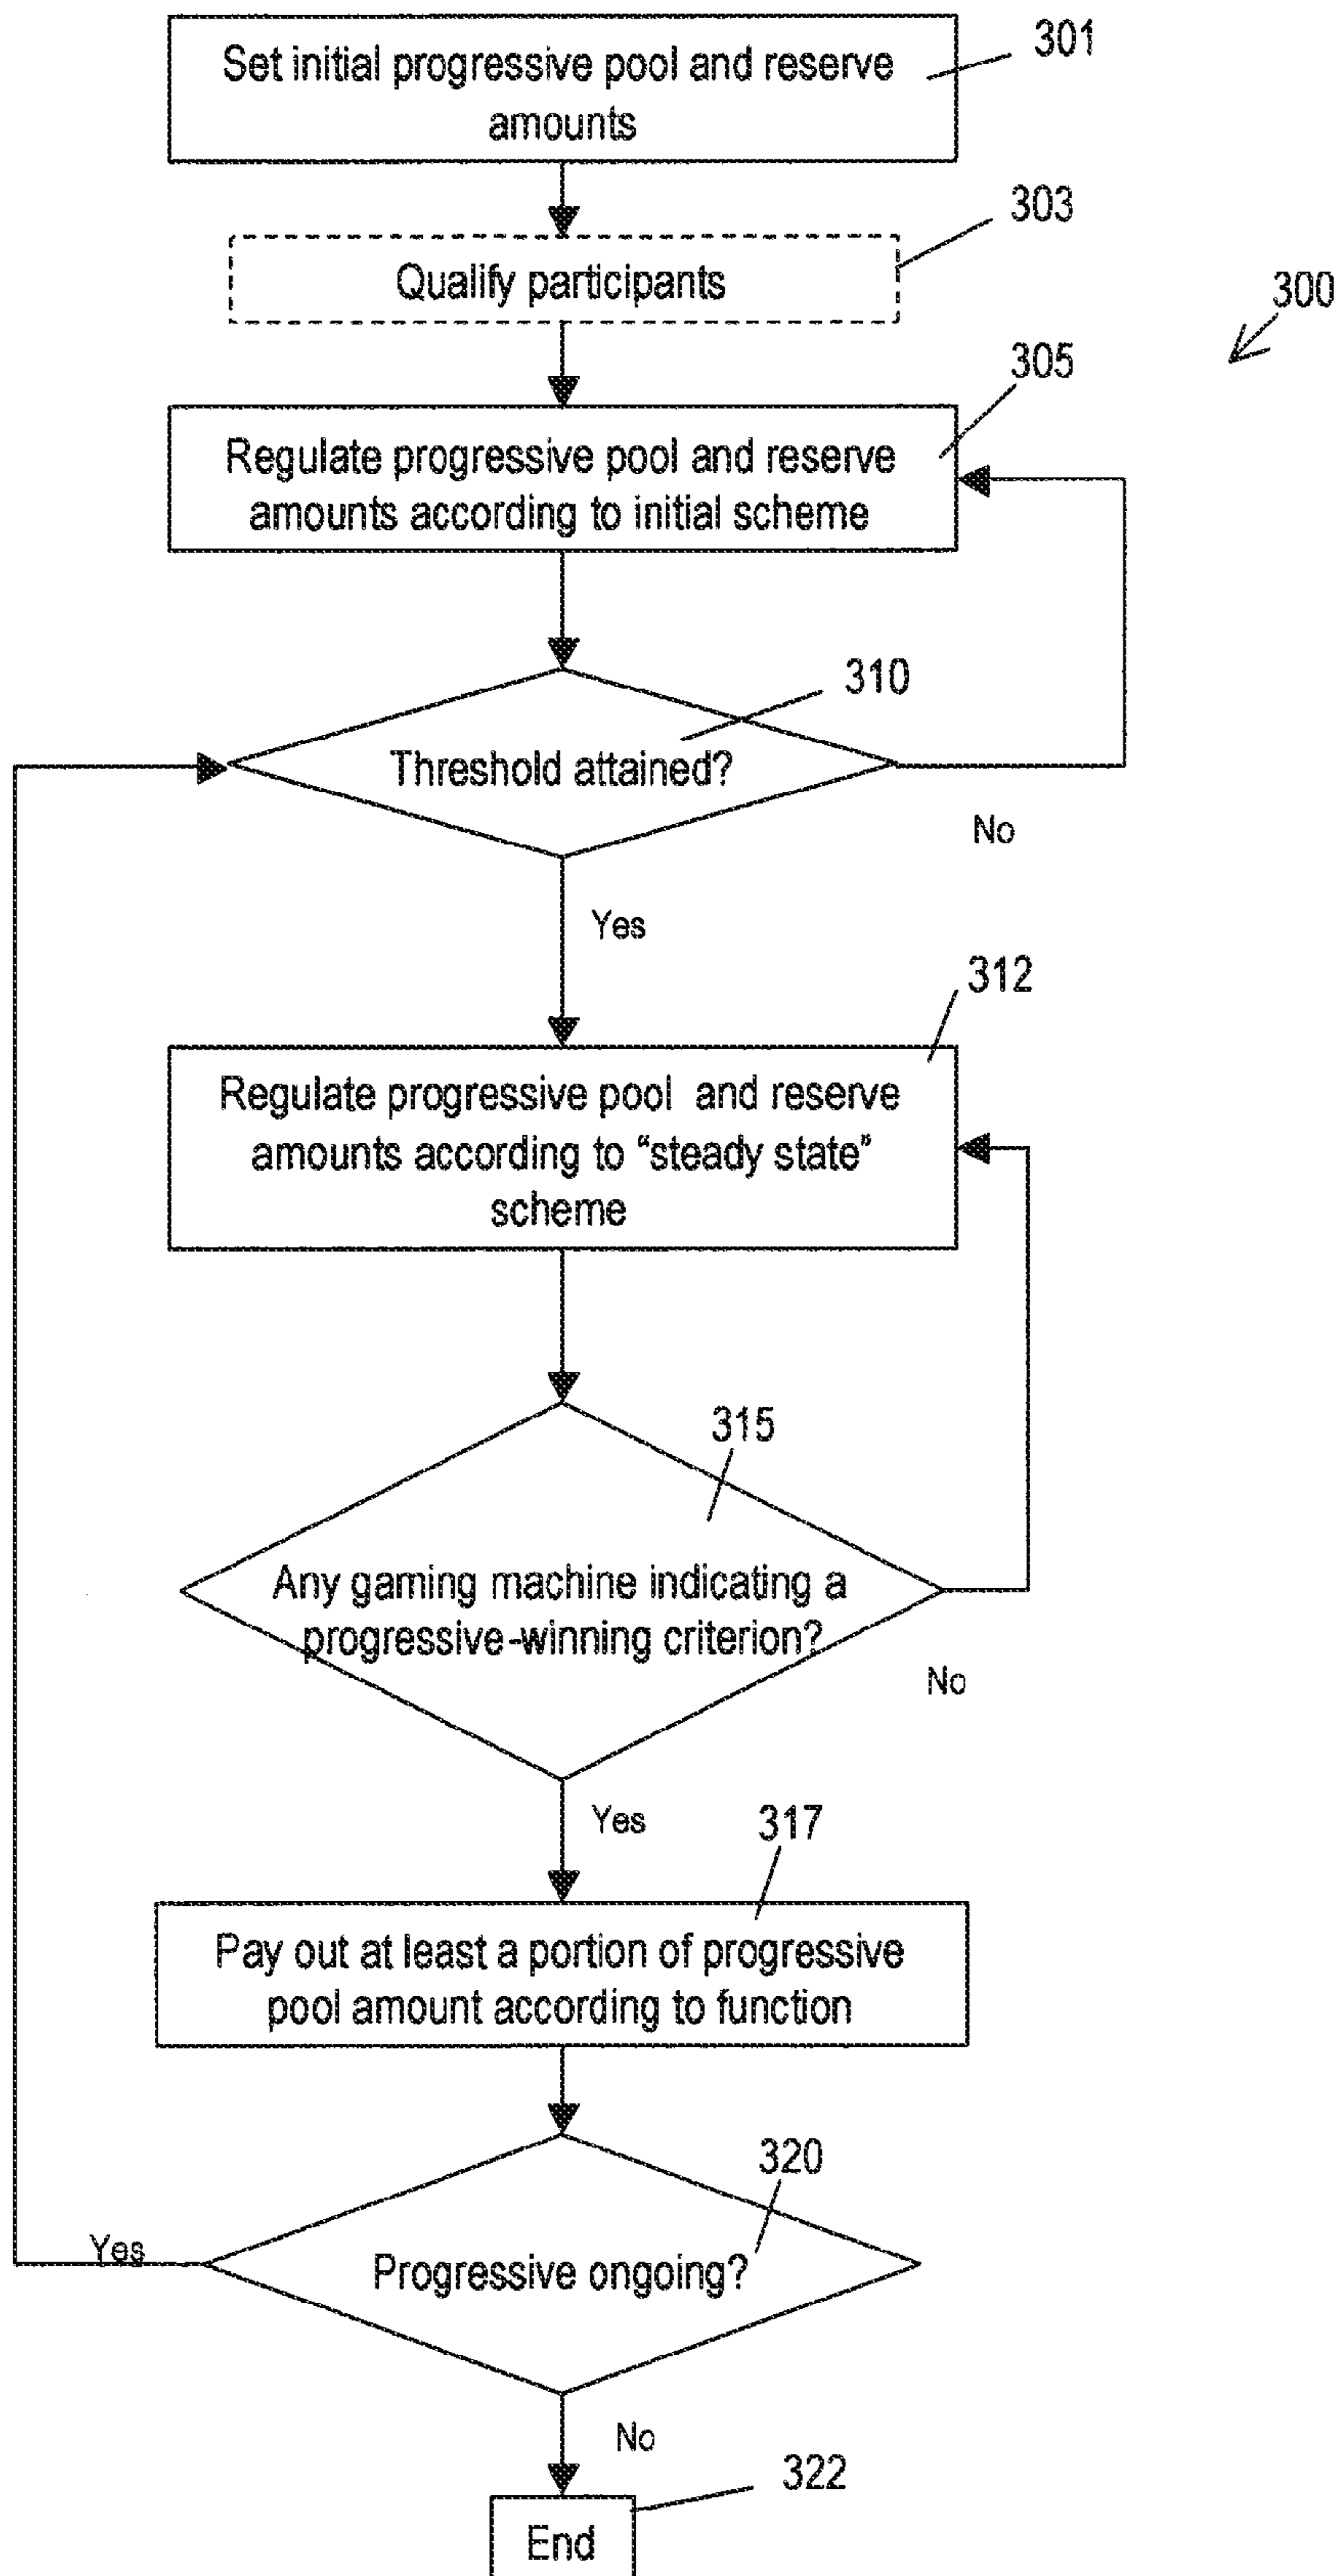 Set initial progressive pool and reserve
amounts
301
Qualify participants
303
300
Regulate progressive pool and reserve
amounts according to initial scheme
305
Threshold attained?
310
No
Yes
Regulate progressive pool and reserve
amounts according to “steady state”
scheme
312
Any gaming machine indicating a
progressive-winning criterion?
315
No
Yes
Pay out at least a portion of progressive
pool amount according to function
317
Progressive ongoing?
320
Yes
No
End
322